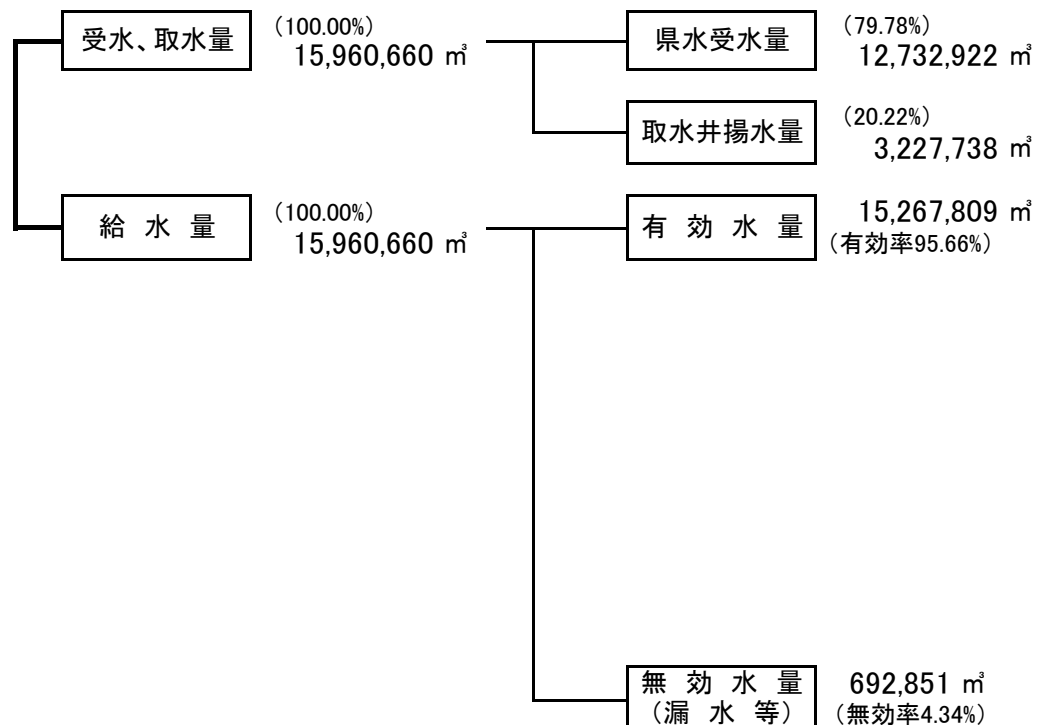 受水、取水量
(100.00%)
15,960,660 ㎥
県水受水量
(79.78%)
12,732,922 ㎥
取水井揚水量
(20.22%)
3,227,738 ㎥
給 水 量
(100.00%)
15,960,660 ㎥
有 効 水 量
15,267,809 ㎥
(有効率95.66%)
無 効 水 量
(漏 水 等)
692,851 ㎥
(無効率4.34%)